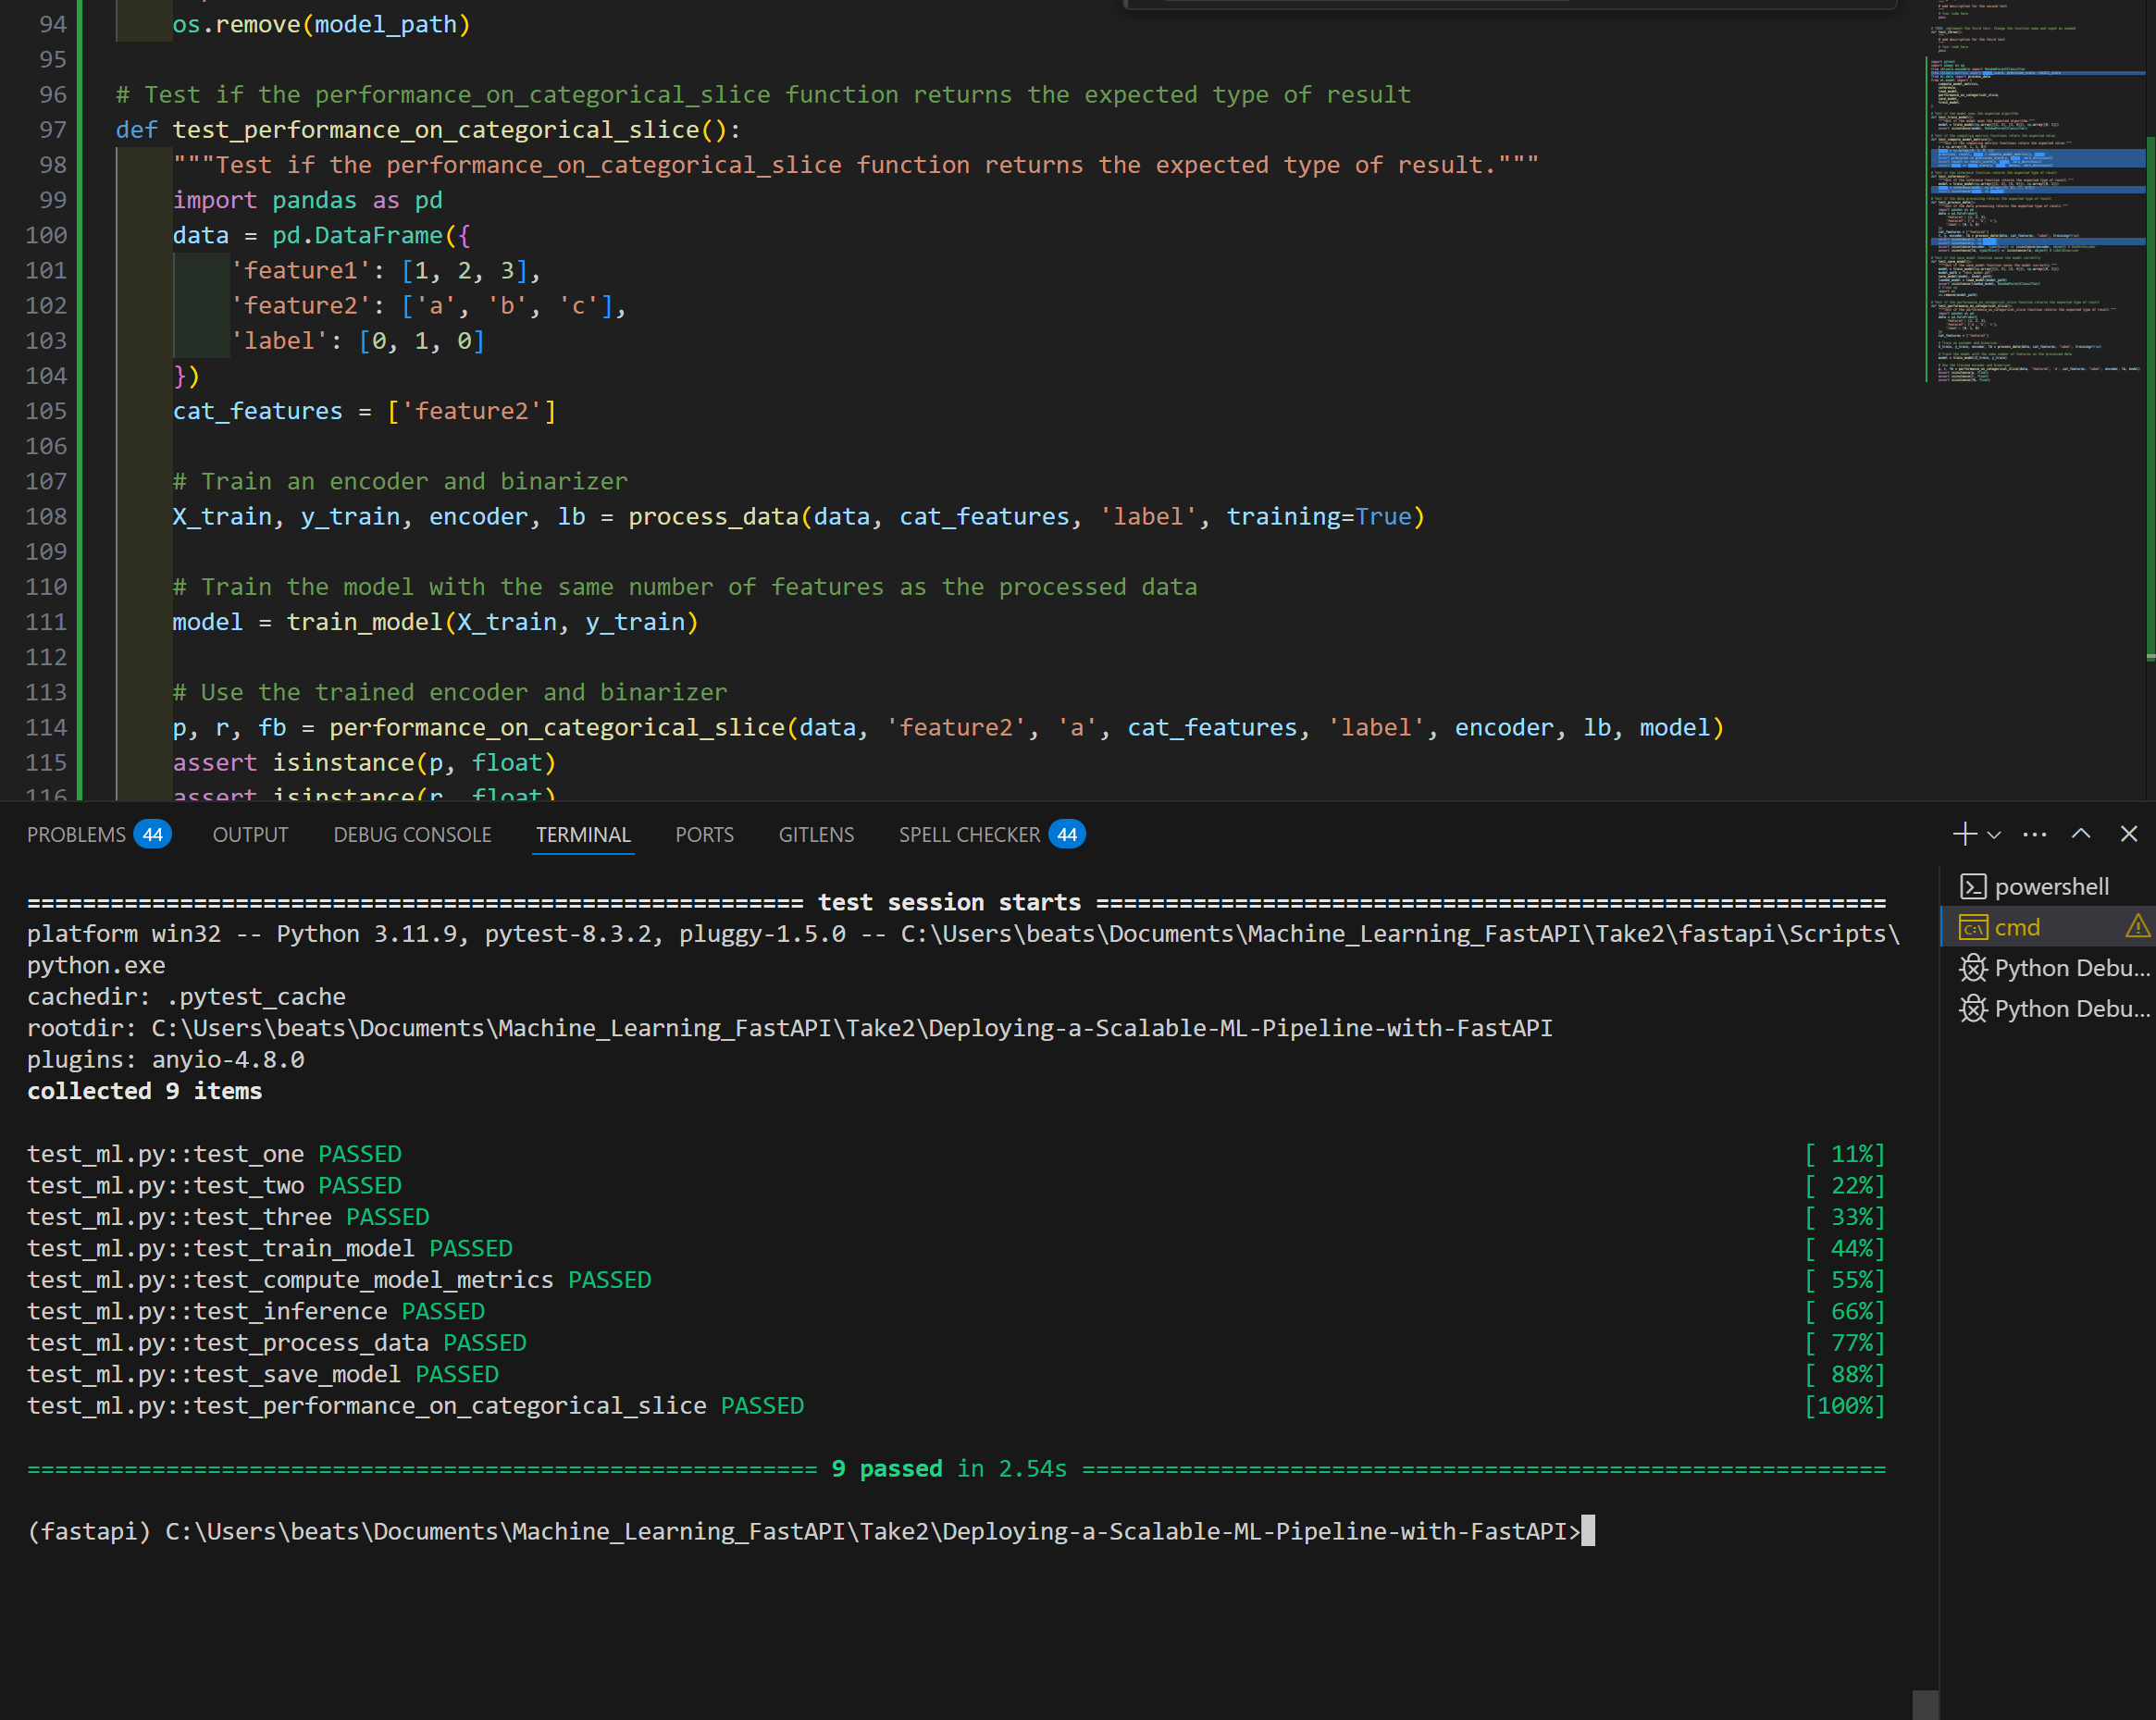 94 os.remove(model_path)
95
96 # Test if the performance_on_categorical_slice function returns the expected type of result
97 def test_performance_on_categorical_slice():
98 """Test if the performance_on_categorical_slice function returns the expected type of result."""
99 import pandas as pd
100 data = pd.DataFrame({
101 'feature1': [1, 2, 3],
102 'feature2': ['a', 'b', 'c'],
103 'label': [0, 1, 0]
104 })
105 cat_features = ['feature2']
106
107 # Train an encoder and binarizer
108 X_train, y_train, encoder, lb = process_data(data, cat_features, 'label', training=True)
109
110 # Train the model with the same number of features as the processed data
111 model = train_model(X_train, y_train)
112
113 # Use the trained encoder and binarizer
114 p, r, fb = performance_on_categorical_slice(data, 'feature2', 'a', cat_features, 'label', encoder, lb, model)
115 assert isinstance(p, float)
116 assert isinstance(r, float)
PROBLEMS 44 OUTPUT DEBUG CONSOLE TERMINAL PORTS GITLENS SPELL CHECKER 44
======================================================== test session starts =========================================================
platform win32 -- Python 3.11.9, pytest-8.3.2, pluggy-1.5.0 -- C:\Users\beats\Documents\Machine_Learning_FastAPI\Take2\fastapi\Scripts\
python.exe
cachedir: .pytest_cache
rootdir: C:\Users\beats\Documents\Machine_Learning_FastAPI\Take2\Deploying-a-Scalable-ML-Pipeline-with-FastAPI
plugins: anyio-4.8.0
collected 9 items
test_ml.py::test_one PASSED [ 11%]
test_ml.py::test_two PASSED [ 22%]
test_ml.py::test_three PASSED [ 33%]
test_ml.py::test_train_model PASSED [ 44%]
test_ml.py::test_compute_model_metrics PASSED [ 55%]
test_ml.py::test_inference PASSED [ 66%]
test_ml.py::test_process_data PASSED [ 77%]
test_ml.py::test_save_model PASSED [ 88%]
test_ml.py::test_performance_on_categorical_slice PASSED [100%]
========================================================= 9 passed in 2.54s ==========================================================
(fastapi) C:\Users\beats\Documents\Machine_Learning_FastAPI\Take2\Deploying-a-Scalable-ML-Pipeline-with-FastAPI>
powershell
cmd
Python Debu...
Python Debu...